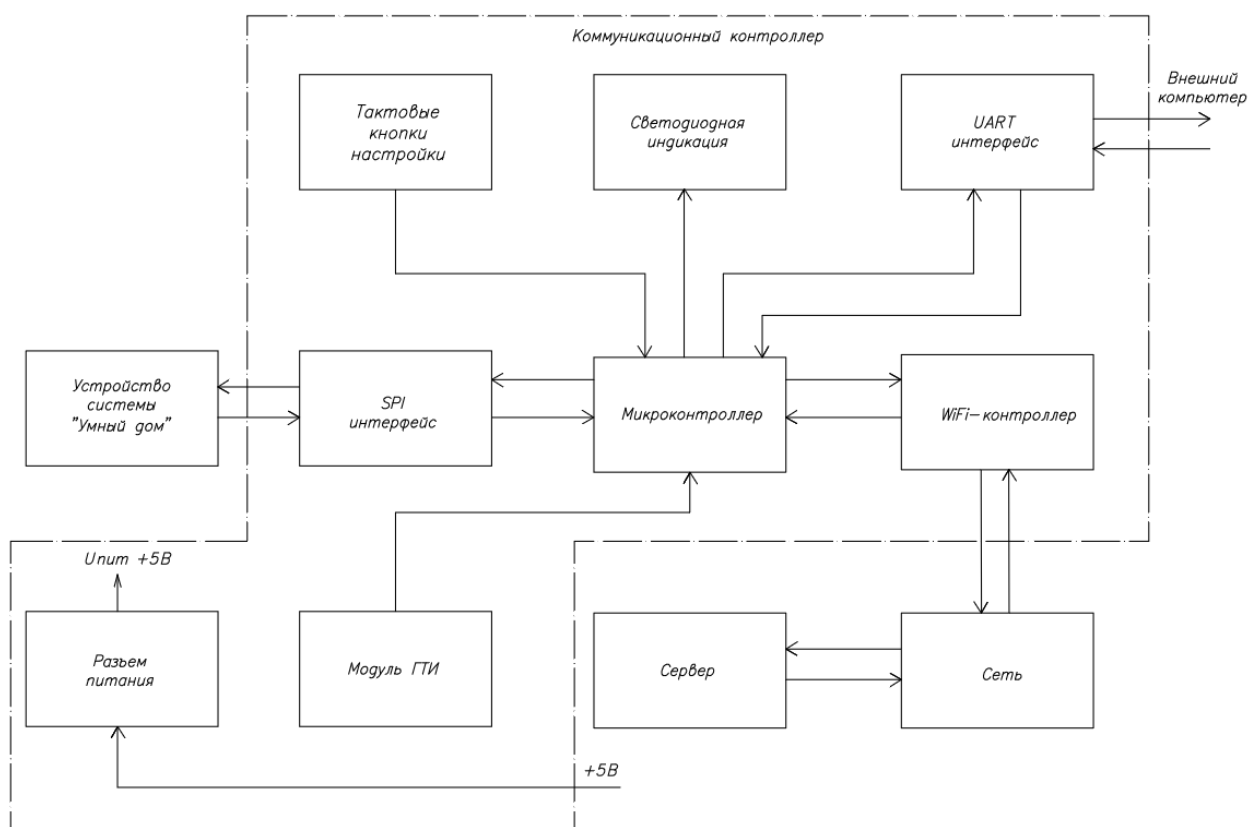 Коммуникационный контроллер
Тактовые
кнопки
настройки
Светодиодная
индикация
UART
интерфейс
Внешний
компьютер
Устройство
системы
"Умный дом"
SPI
интерфейс
Микроконтроллер
WiFi-контроллер
Uпит +5В
Разъем
питания
Модуль ГТИ
Сервер
Сеть
+5В